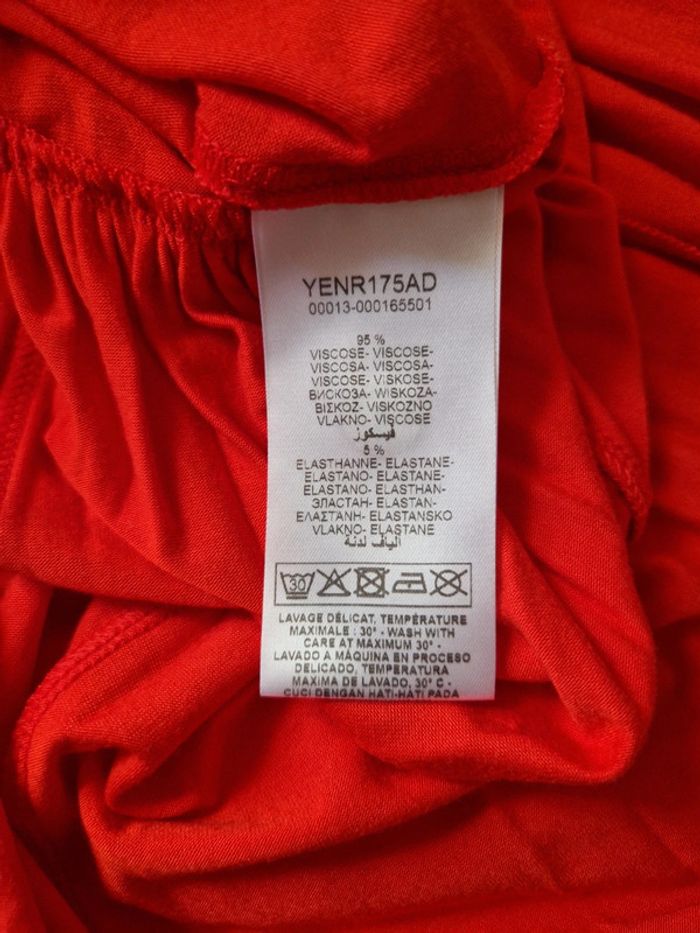 YENR175AD
00013-000165501
95 %
VISCOSE- VISCOSE-
VISCOSA- VISCOSA-
VISCOSE- VISKOSE-
ВИСКОЗА- WISKOZA-
ΒΙΣΚΟΖ- VISKOZNO
VLAKNO- VISCOSE
فيسكوز
5 %
ELASTHANNE- ELASTANE-
ELASTANO- ELASTANE-
ELASTANO- ELASTHAN-
ЭЛАСТАН- ELASTAN-
ΕΛΑΣΤΑΝΗ- ELASTANSKO
VLAKNO- ELASTANE
الياف لدنة
30
LAVAGE DÉLICAT, TEMPÉRATURE
MAXIMALE : 30° - WASH WITH
CARE AT MAXIMUM 30° -
LAVADO A MÁQUINA EN PROCESO
DELICADO, TEMPERATURA
MAXIMA DE LAVADO, 30° C -
CUCI DENGAN HATI-HATI PADA